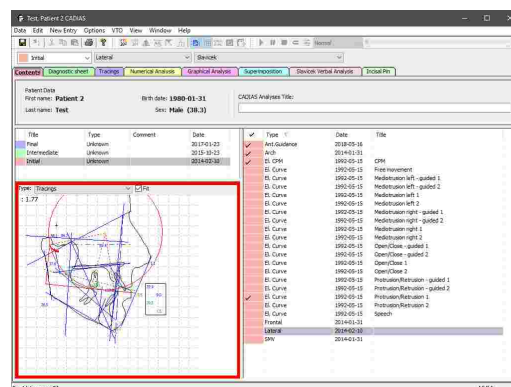 Test, Patient 2 CADIAS
Data Edit New Entry Options VTO View Window Help
Normal
Initial Lateral Slavicek
Contents Diagnostic sheet Tracings Numerical Analysis Graphical Analysis Superimposition Slavicek Verbal Analysis Incisal Pin
Patient Data
First name: Patient 2 Birth date: 1980-01-31 CADIAS Analyses Title:
Last name: Test Sex: Male (38.3)
Title Type Comment Date
Final Unknown 2017-01-23
Intermediate Unknown 2015-10-23
Initial Unknown 2014-02-10
Type: Tracings Fit
: 1.77
Type Date Title
Ant.Guidance 2018-05-16
Arch 2014-01-31
El. CPM 1992-05-15 CPM
El. Curve 1992-05-15 Free movement
El. Curve 1992-05-15 Mediotrusion left - guided 1
El. Curve 1992-05-15 Mediotrusion left - guided 2
El. Curve 1992-05-15 Mediotrusion left 1
El. Curve 1992-05-15 Mediotrusion left 2
El. Curve 1992-05-15 Mediotrusion right - guided 1
El. Curve 1992-05-15 Mediotrusion right - guided 2
El. Curve 1992-05-15 Mediotrusion right 1
El. Curve 1992-05-15 Mediotrusion right 2
El. Curve 1992-05-15 Open/Close - guided 1
El. Curve 1992-05-15 Open/Close - guided 2
El. Curve 1992-05-15 Open/Close 1
El. Curve 1992-05-15 Open/Close 2
El. Curve 1992-05-15 Protrusion/Retrusion - guided 1
El. Curve 1992-05-15 Protrusion/Retrusion - guided 2
El. Curve 1992-05-15 Protrusion/Retrusion 1
El. Curve 1992-05-15 Protrusion/Retrusion 2
El. Curve 1992-05-15 Speech
Frontal 2014-01-31
Lateral 2014-02-10
SMV 2014-01-31